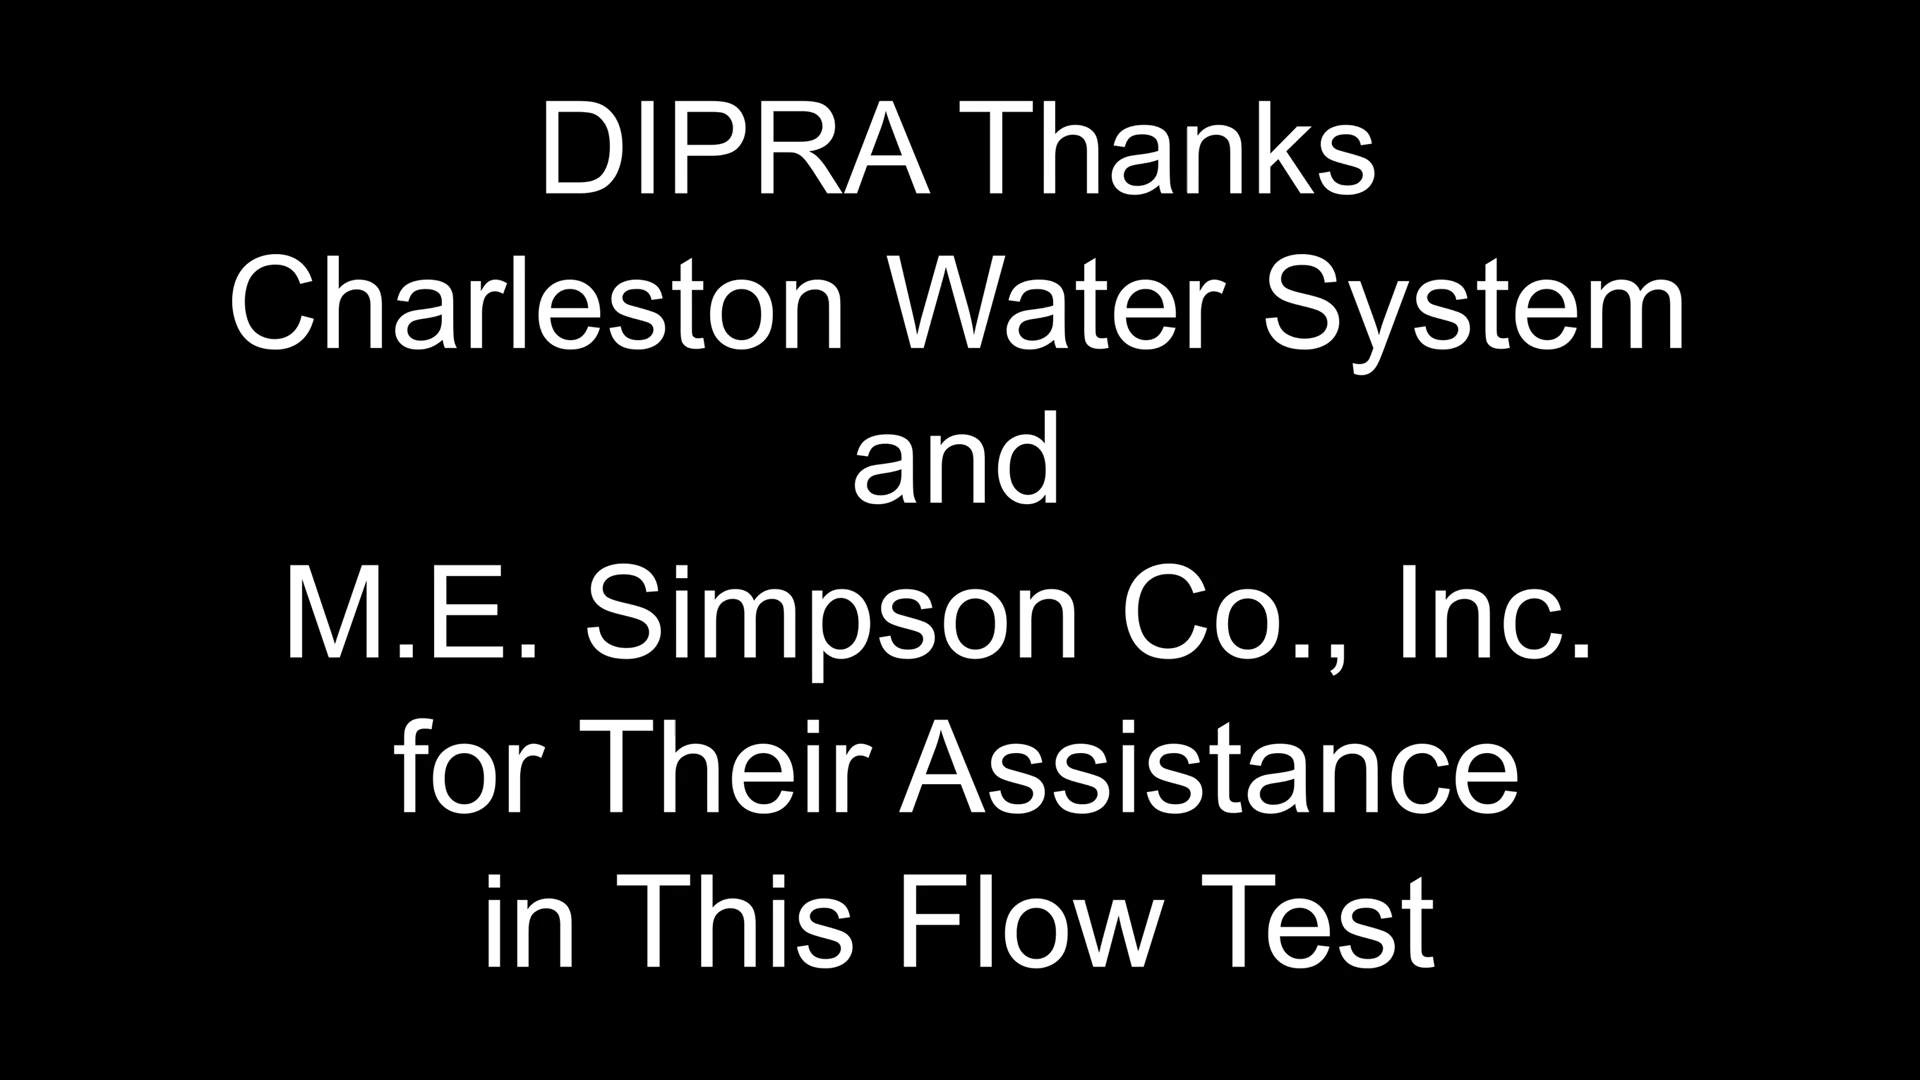 DIPRA Thanks
Charleston Water System
and
M.E. Simpson Co., Inc.
for Their Assistance
in This Flow Test